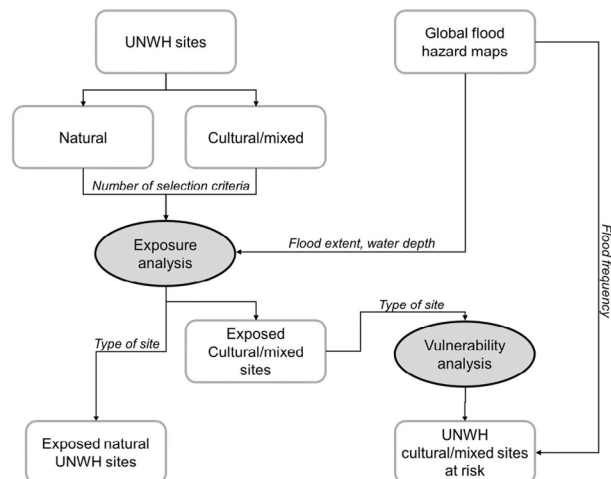 UNWH sites
Global flood
hazard maps
Natural
Cultural/mixed
Number of selection criteria
Exposure
analysis
Flood extent, water depth
Flood frequency
Type of site
Exposed
Cultural/mixed
sites
Type of site
Vulnerability
analysis
Exposed natural
UNWH sites
UNWH
cultural/mixed sites
at risk